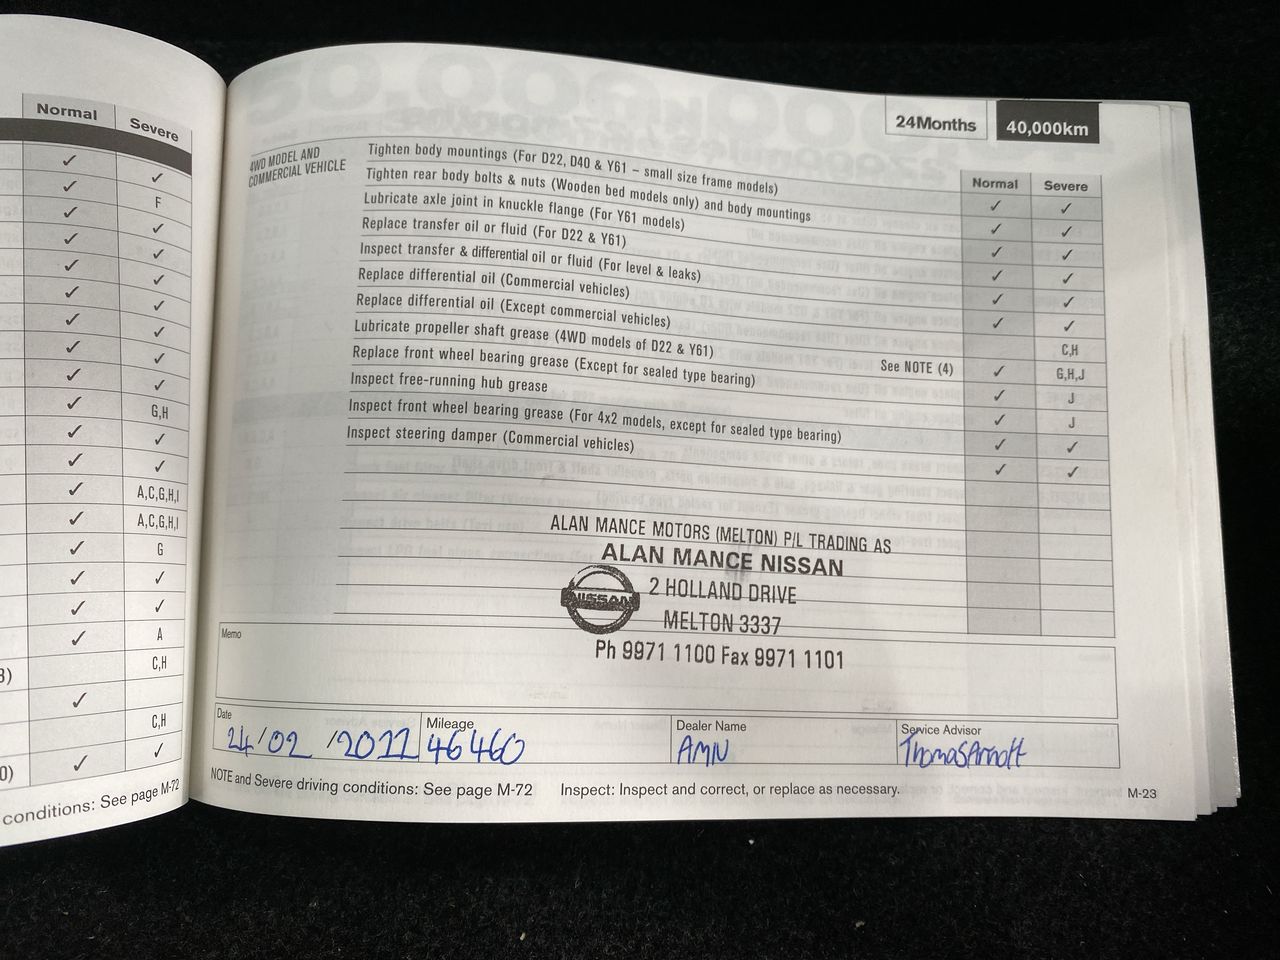 Normal Severe
✓ ✓
✓ F
✓ ✓
✓ ✓
✓ ✓
✓ ✓
✓ ✓
✓ ✓
✓ ✓
✓ G,H
✓ ✓
✓ ✓
✓ A,C,G,H,I
✓ A,C,G,H,I
✓ G
✓ ✓
✓ ✓
✓ A
3) C,H
✓
C,H
0) ✓ ✓
conditions: See page M-72
24Months 40,000km
Normal Severe
4WD MODEL AND
COMMERCIAL VEHICLE
Tighten body mountings (For D22, D40 & Y61 – small size frame models) ✓ ✓
Tighten rear body bolts & nuts (Wooden bed models only) and body mountings ✓ ✓
Lubricate axle joint in knuckle flange (For Y61 models) ✓ ✓
Replace transfer oil or fluid (For D22 & Y61) ✓ ✓
Inspect transfer & differential oil or fluid (For level & leaks) ✓ ✓
Replace differential oil (Commercial vehicles) ✓ ✓
Replace differential oil (Except commercial vehicles) C,H
Lubricate propeller shaft grease (4WD models of D22 & Y61) See NOTE (4) ✓ G,H,J
Replace front wheel bearing grease (Except for sealed type bearing) ✓ J
Inspect free-running hub grease ✓ J
Inspect front wheel bearing grease (For 4x2 models, except for sealed type bearing) ✓ ✓
Inspect steering damper (Commercial vehicles) ✓ ✓
ALAN MANCE MOTORS (MELTON) P/L TRADING AS
ALAN MANCE NISSAN
NISSAN 2 HOLLAND DRIVE
MELTON 3337
Ph 9971 1100 Fax 9971 1101
Memo
Date Mileage Dealer Name Service Advisor
24/02/2022 46460 AMN Thomas Arnott
NOTE and Severe driving conditions: See page M-72 Inspect: Inspect and correct, or replace as necessary. M-23